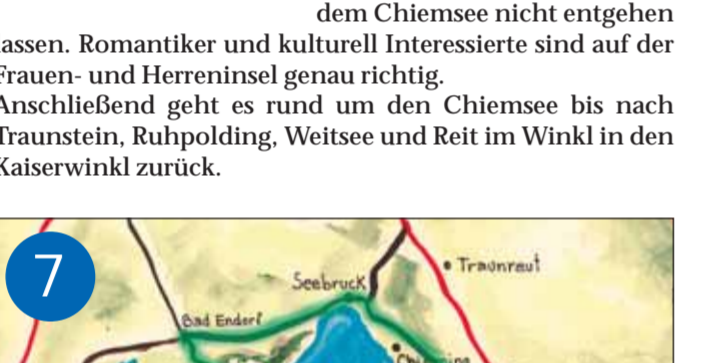 dem Chiemsee nicht entgehen
assen. Romantiker und kulturell Interessierte sind auf der
Frauen- und Herreninsel genau richtig.
Anschließend geht es rund um den Chiemsee bis nach
Traunstein, Ruhpolding, Weitsee und Reit im Winkl in den
Kaiserwinkl zurück.
7
Traunreut
Seebruck
Bad Endorf